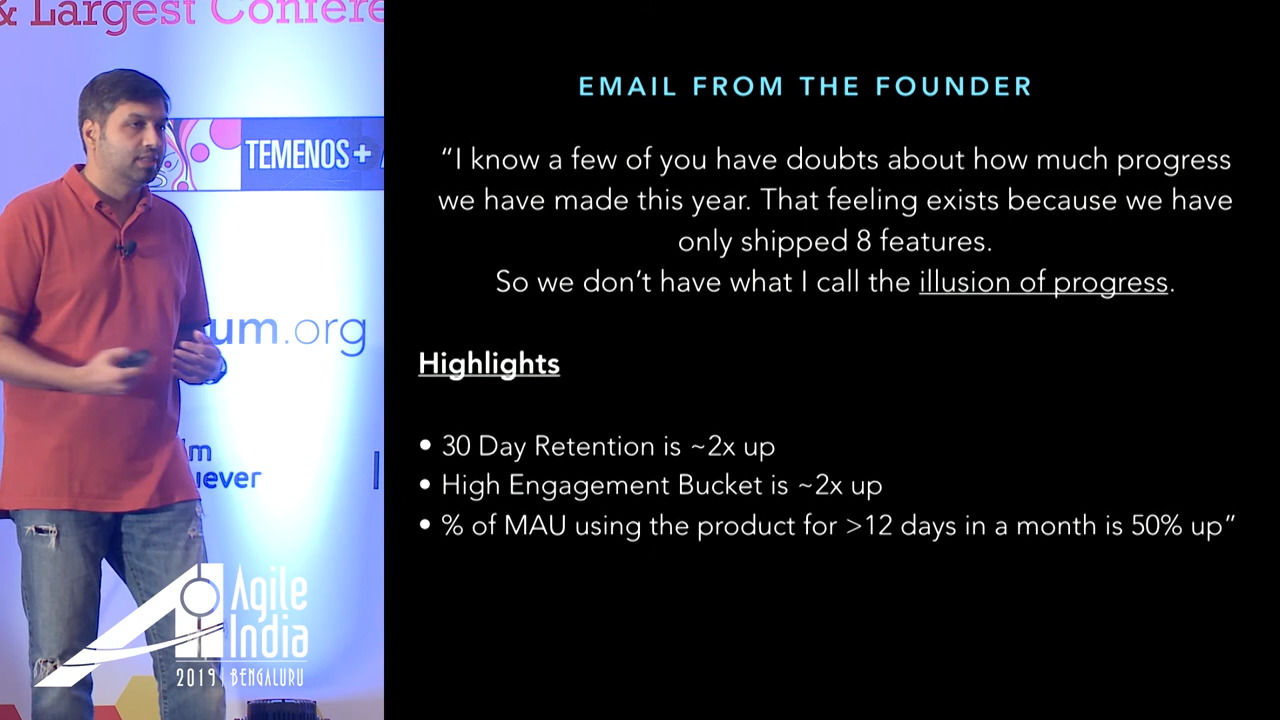 & Largest Confere
TEMENOS+
um.org
EMAIL FROM THE FOUNDER
“I know a few of you have doubts about how much progress
we have made this year. That feeling exists because we have
only shipped 8 features.
So we don’t have what I call the illusion of progress.
Highlights
• 30 Day Retention is ~2x up
• High Engagement Bucket is ~2x up
• % of MAU using the product for >12 days in a month is 50% up”
Agile
India
2019 | BENGALURU